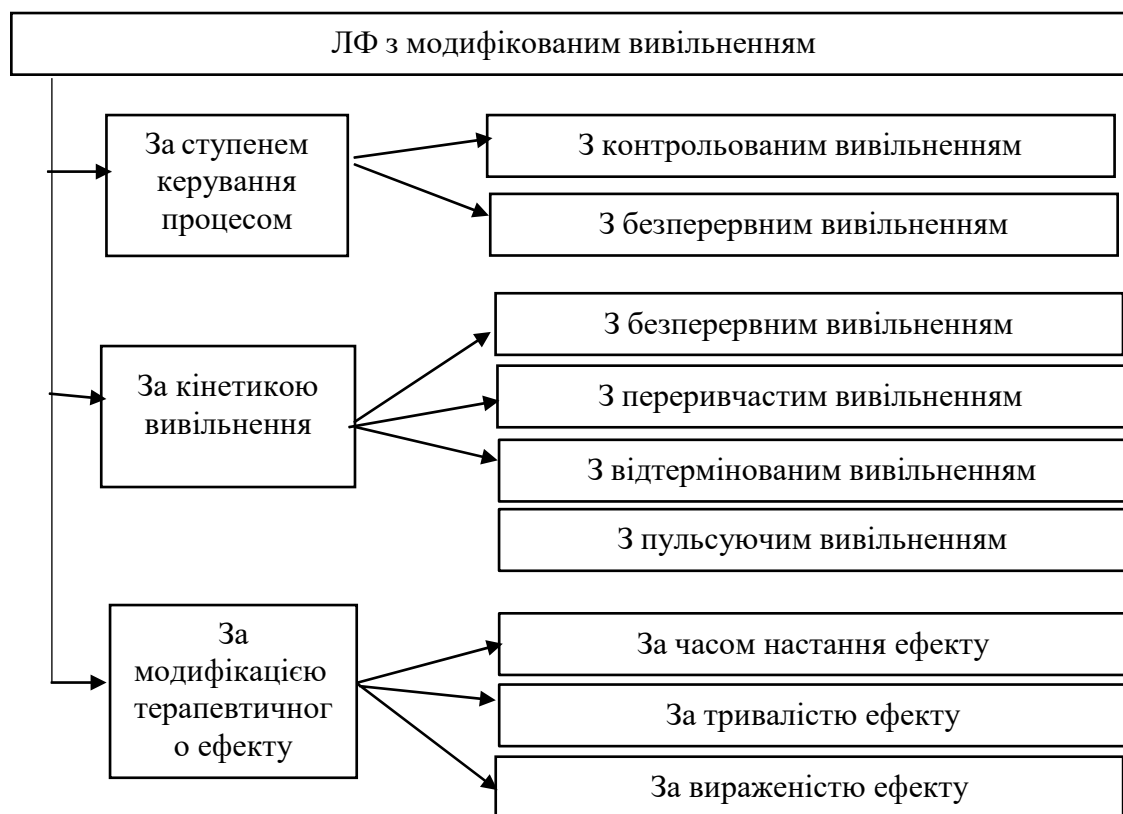 ЛФ з модифікованим вивільненням
За ступенем
керування
процесом
З контрольованим вивільненням
З безперервним вивільненням
За кінетикою
вивільнення
З безперервним вивільненням
З переривчастим вивільненням
З відтермінованим вивільненням
З пульсуючим вивільненням
За
модифікацією
терапевтичног
о ефекту
За часом настання ефекту
За тривалістю ефекту
За вираженістю ефекту